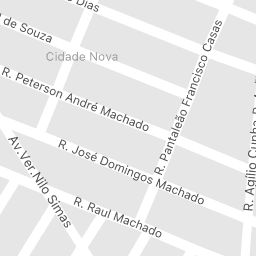 Dias
de Souza
Cidade Nova
R. Peterson André Machado
R. Pantaleão Francisco Casas
R. José Domingos Machado
Av. Ver. Nilo Simas
R. Raul Machado
R. Agílio Cunha
R. A